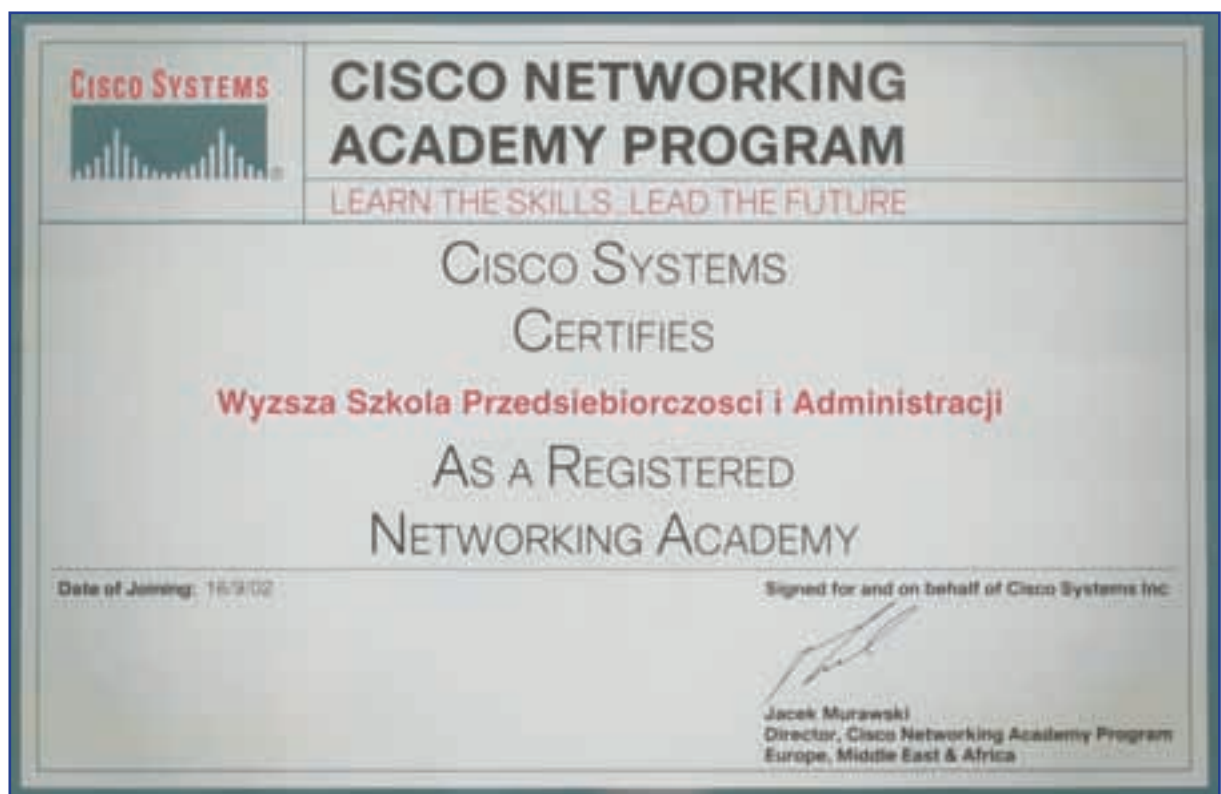 CISCO SYSTEMS
CISCO NETWORKING
ACADEMY PROGRAM
LEARN THE SKILLS, LEAD THE FUTURE
CISCO SYSTEMS
CERTIFIES
Wyzsza Szkola Przedsiebiorczosci i Administracji
AS A REGISTERED
NETWORKING ACADEMY
Date of Joining: 16/9/02
Signed for and on behalf of Cisco Systems Inc
Jacek Murawski
Director, Cisco Networking Academy Program
Europe, Middle East & Africa